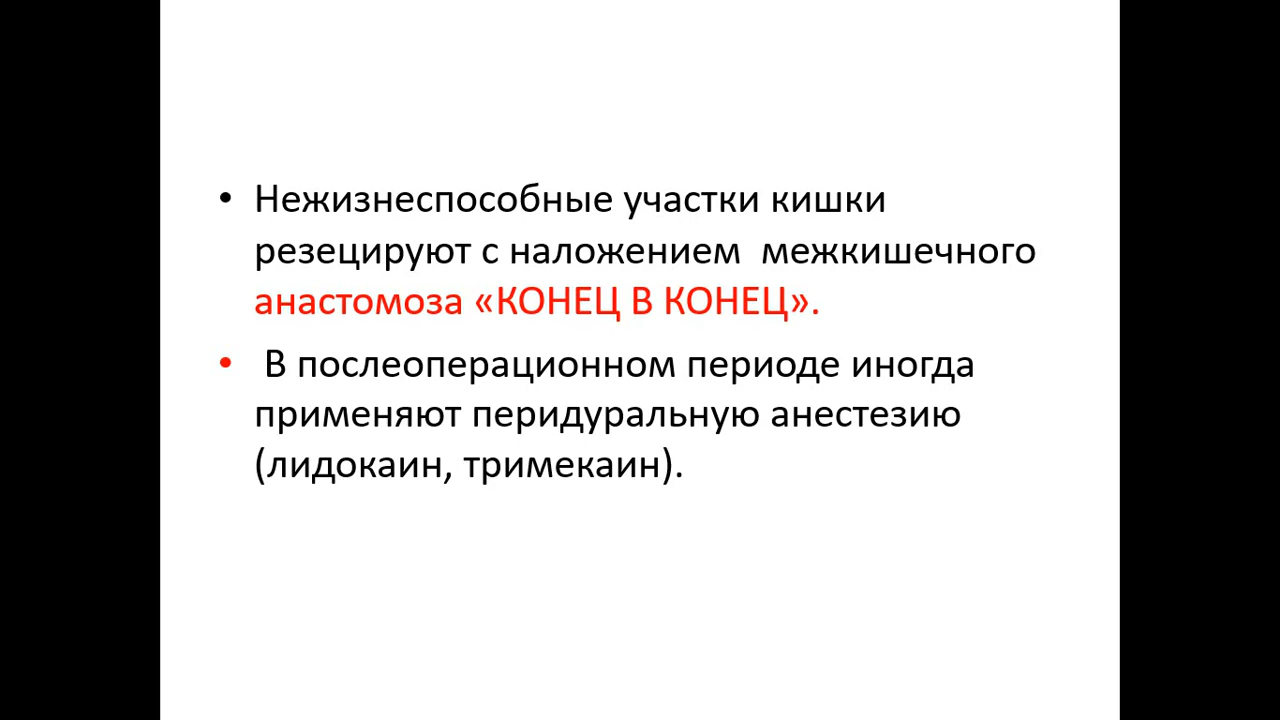 • Нежизнеспособные участки кишки
резецируют с наложением  межкишечного
анастомоза «КОНЕЦ В КОНЕЦ».
•  В послеоперационном периоде иногда
применяют перидуральную анестезию
(лидокаин, тримекаин).